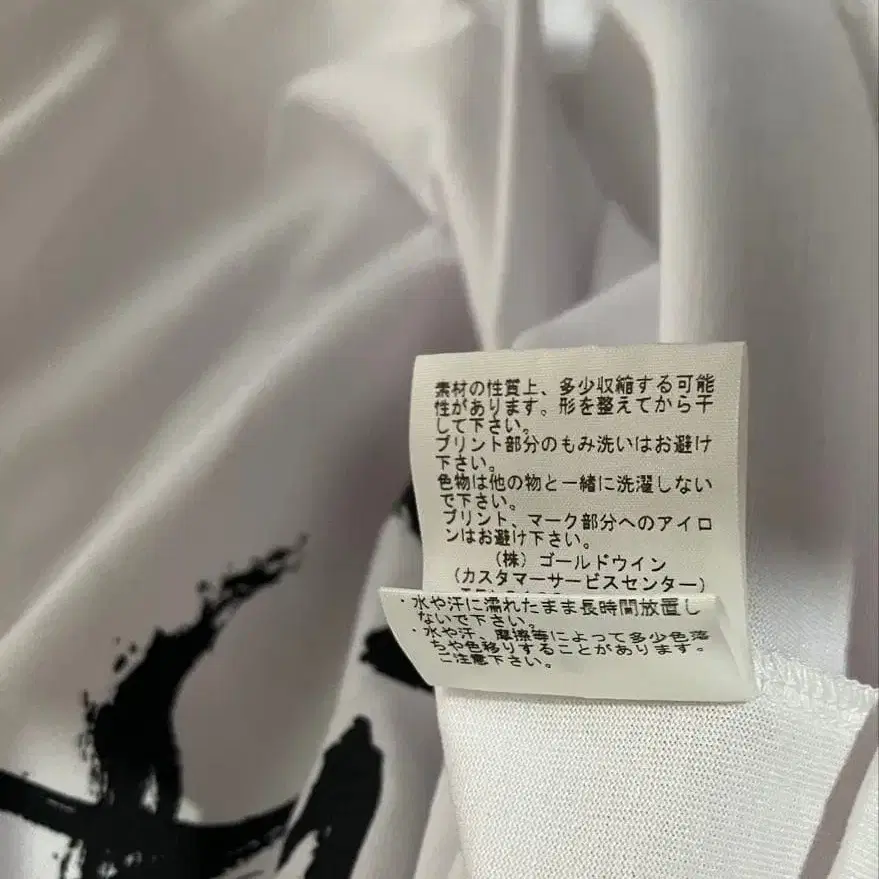 素材の性質上、多少収縮する可能
性があります。形を整えてから干
して下さい。
プリント部分のもみ洗いはお避け
下さい。
色物は他の物と一緒に洗濯しない
で下さい。
プリント、マーク部分へのアイロ
ンはお避け下さい。
(株) ゴールドウイン
(カスタマーサービスセンター)
・水や汗に濡れたまま長時間放置し
ないで下さい。
・水や汗、摩擦等によって多少色落
ちや色移りすることがあります。
ご注意下さい。